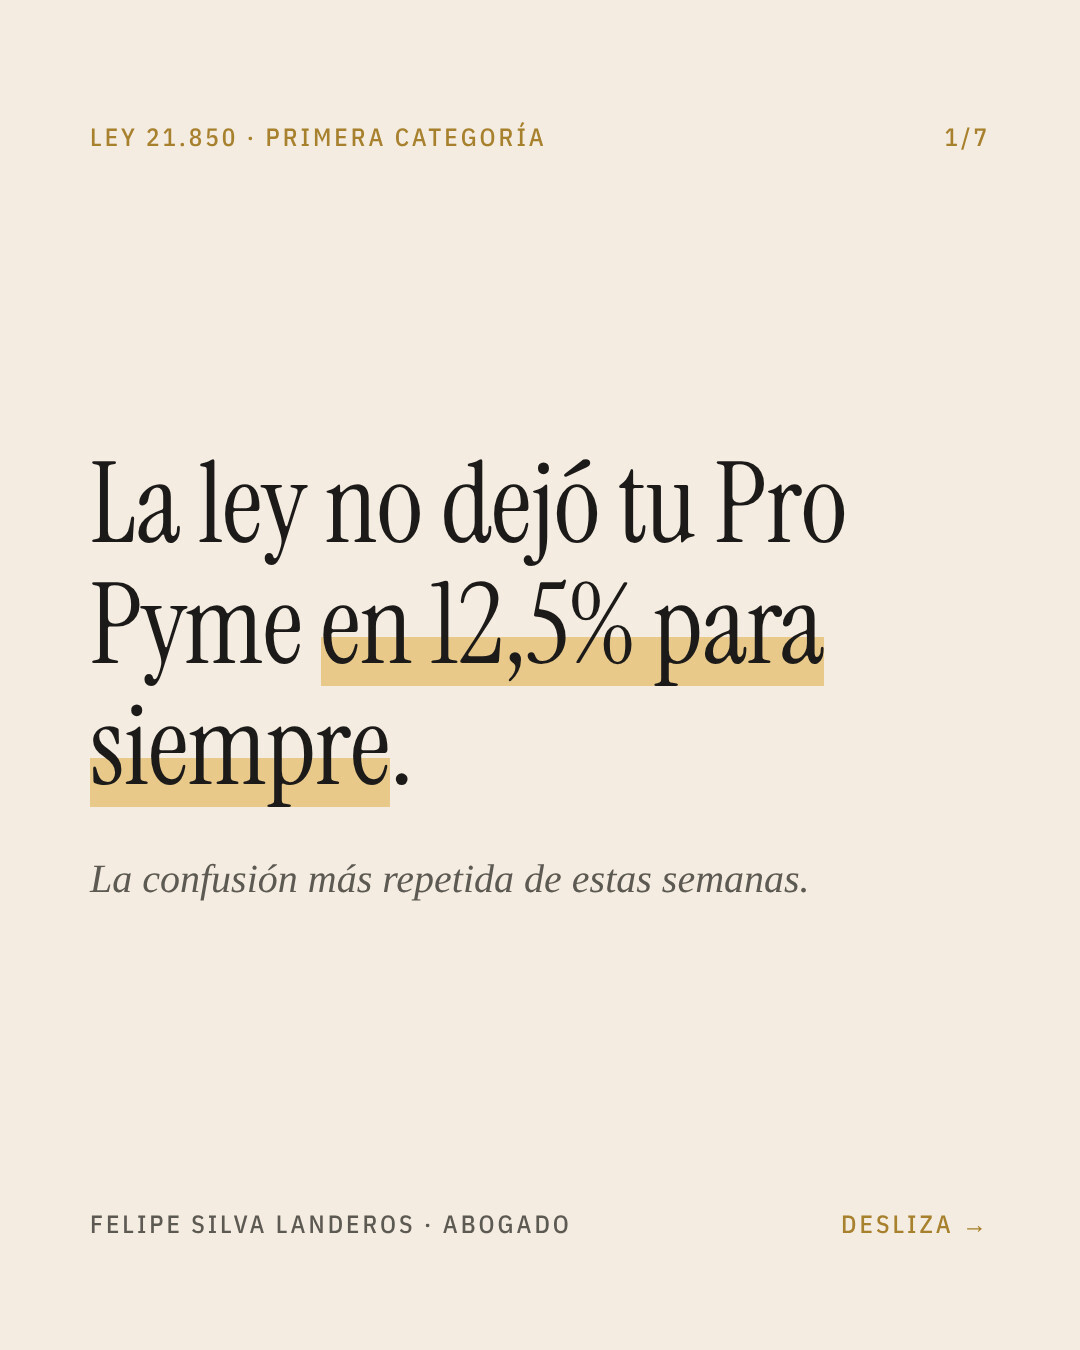 LEY 21.850 · PRIMERA CATEGORÍA 1/7
La ley no dejó tu Pro
Pyme en 12,5% para
siempre.
La confusión más repetida de estas semanas.
FELIPE SILVA LANDEROS · ABOGADO DESLIZA →